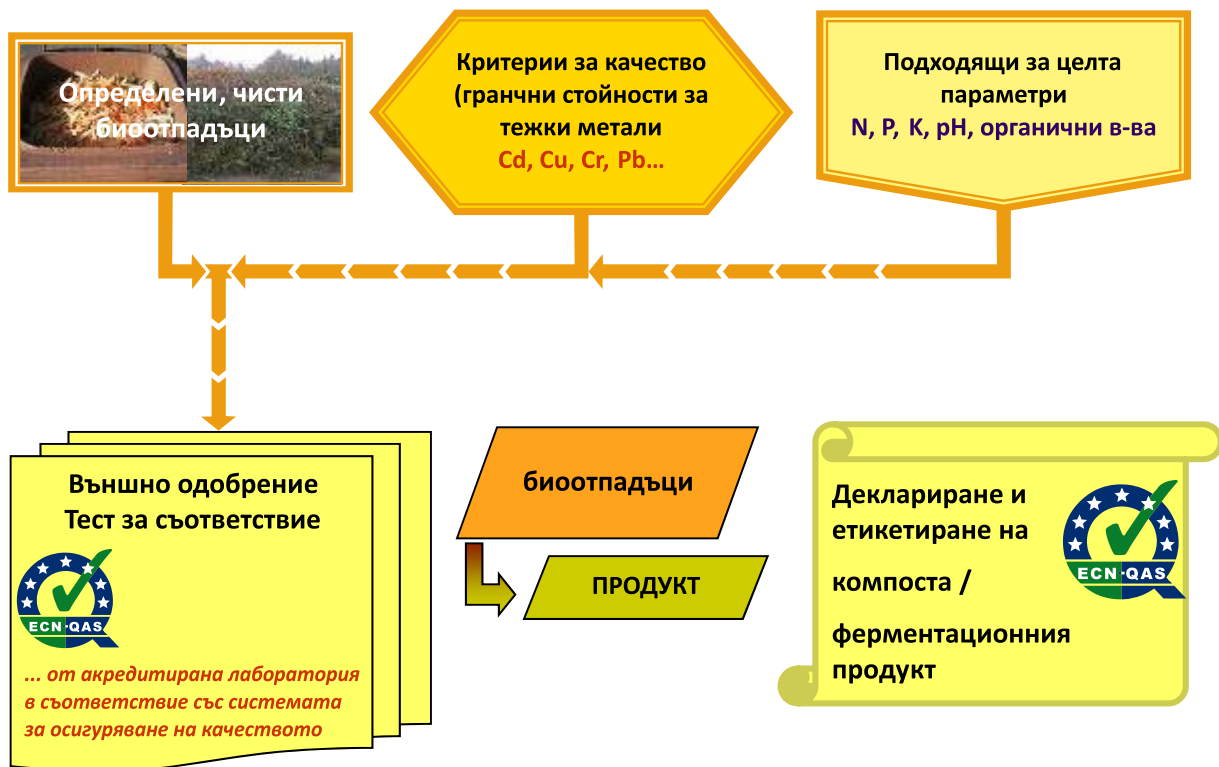 Определени, чисти
биоотпадъци
Критерии за качество
(гранчни стойности за
тежки метали
Cd, Cu, Cr, Pb...
Подходящи за целта
параметри
N, P, K, pH, органични в-ва
Външно одобрение
Тест за съответствие
ECN-QAS
... от акредитирана лаборатория
в съответствие със системата
за осигуряване на качеството
биоотпадъци
ПРОДУКТ
Деклариране и
етикетиране на
компоста /
ферментационния
продукт
ECN-QAS